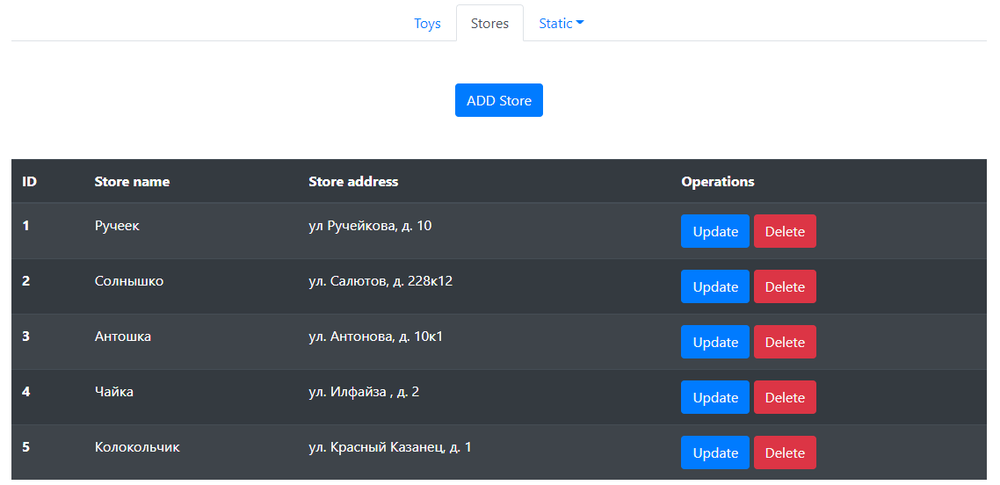 Toys Stores Static
ADD Store
ID Store name Store address Operations
1 Ручеек ул Ручейкова, д. 10 Update Delete
2 Солнышко ул. Салютов, д. 228к12 Update Delete
3 Антошка ул. Антонова, д. 10к1 Update Delete
4 Чайка ул. Илфайза , д. 2 Update Delete
5 Колокольчик ул. Красный Казанец, д. 1 Update Delete